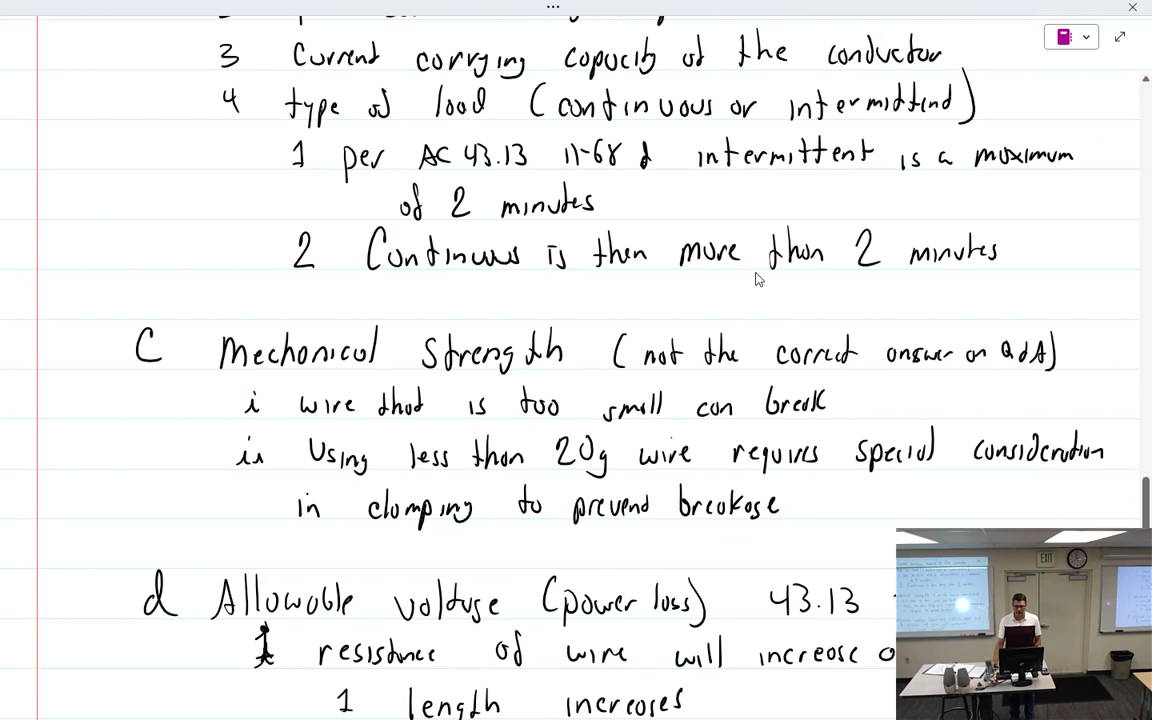 3 Current carrying capacity of the conductor
4 type of load (continuous or intermittend)
1 per AC 43.13 11-68 d intermittent is a maximum
of 2 minutes
2 Continuous is then more than 2 minutes
C Mechanical Strength (not the correct answer on Q&A)
i wire that is too small can break
ii Using less than 20g wire requires special consideration
in clamping to prevent breakage
d Allowable voltage (power loss) 43.13
1 resistance of wire will increase
1 length increases
EXIT